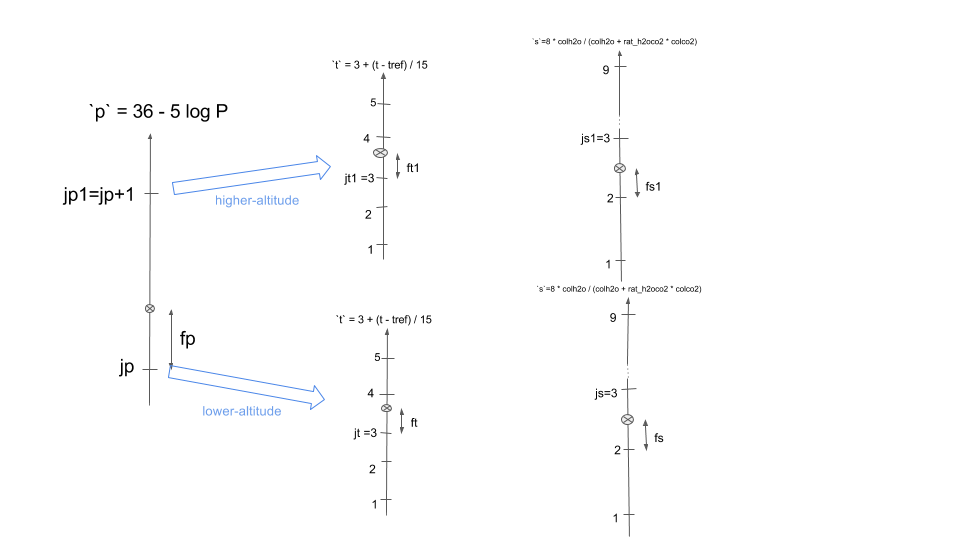 `p` = 36 - 5 log P
jp1=jp+1
fp
jp
higher-altitude
lower-altitude
`t` = 3 + (t - tref) / 15
5
4
ft1
jt1 =3
2
1
`t` = 3 + (t - tref) / 15
5
4
ft
jt =3
2
1
`s`=8 * colh2o / (colh2o + rat_h2oco2 * colco2)
9
js1=3
fs1
2
1
`s`=8 * colh2o / (colh2o + rat_h2oco2 * colco2)
9
js=3
fs
2
1